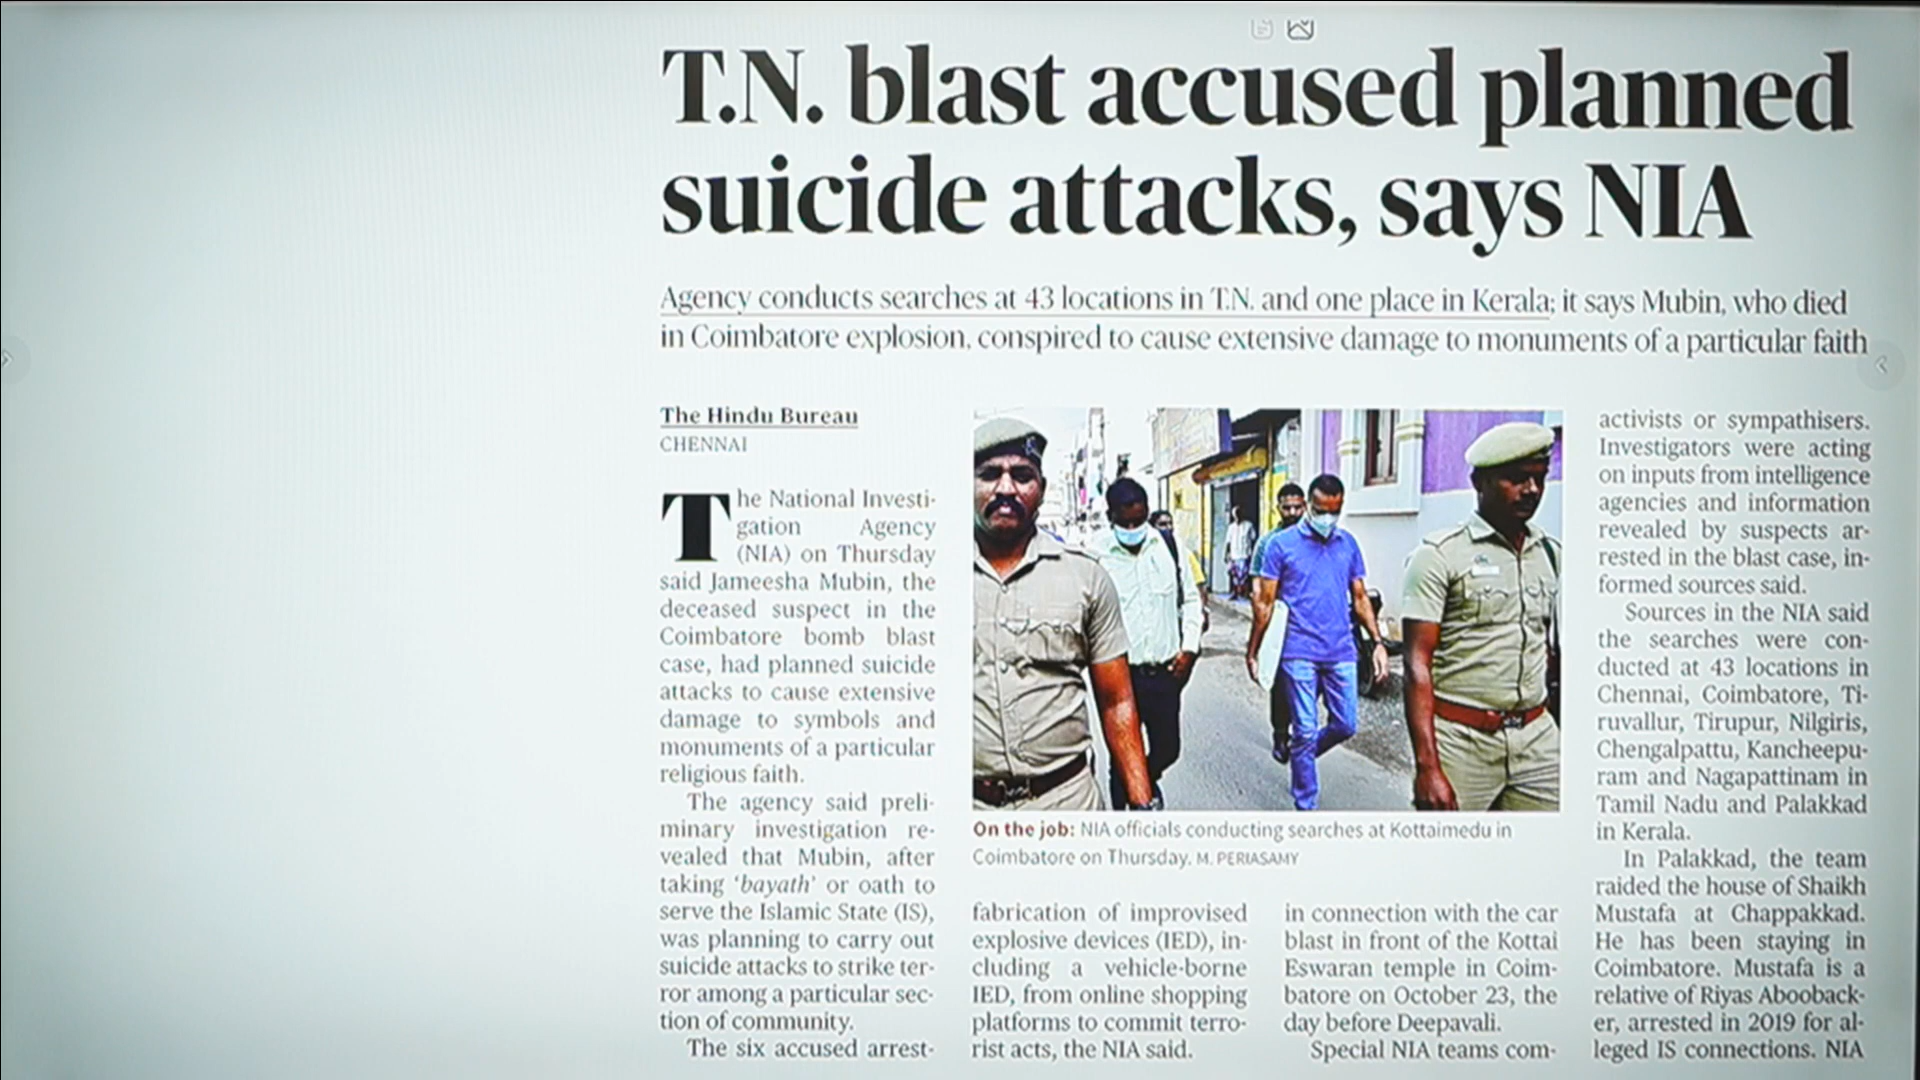 T.N. blast accused planned
suicide attacks, says NIA
Agency conducts searches at 43 locations in T.N. and one place in Kerala; it says Mubin, who died
in Coimbatore explosion, conspired to cause extensive damage to monuments of a particular faith
The Hindu Bureau
CHENNAI
The National Investi-
gation Agency
(NIA) on Thursday
said Jameesha Mubin, the
deceased suspect in the
Coimbatore bomb blast
case, had planned suicide
attacks to cause extensive
damage to symbols and
monuments of a particular
religious faith.
The agency said preli-
minary investigation re-
vealed that Mubin, after
taking ‘bayath’ or oath to
serve the Islamic State (IS),
was planning to carry out
suicide attacks to strike ter-
ror among a particular sec-
tion of community.
The six accused arrest-
On the job: NIA officials conducting searches at Kottaimedu in
Coimbatore on Thursday. M. PERIASAMY
fabrication of improvised
explosive devices (IED), in-
cluding a vehicle-borne
IED, from online shopping
platforms to commit terro-
rist acts, the NIA said.
in connection with the car
blast in front of the Kottai
Eswaran temple in Coim-
batore on October 23, the
day before Deepavali.
Special NIA teams com-
activists or sympathisers.
Investigators were acting
on inputs from intelligence
agencies and information
revealed by suspects ar-
rested in the blast case, in-
formed sources said.
Sources in the NIA said
the searches were con-
ducted at 43 locations in
Chennai, Coimbatore, Ti-
ruvallur, Tirupur, Nilgiris,
Chengalpattu, Kancheepu-
ram and Nagapattinam in
Tamil Nadu and Palakkad
in Kerala.
In Palakkad, the team
raided the house of Shaikh
Mustafa at Chappakkad.
He has been staying in
Coimbatore. Mustafa is a
relative of Riyas Abooback-
er, arrested in 2019 for al-
leged IS connections. NIA